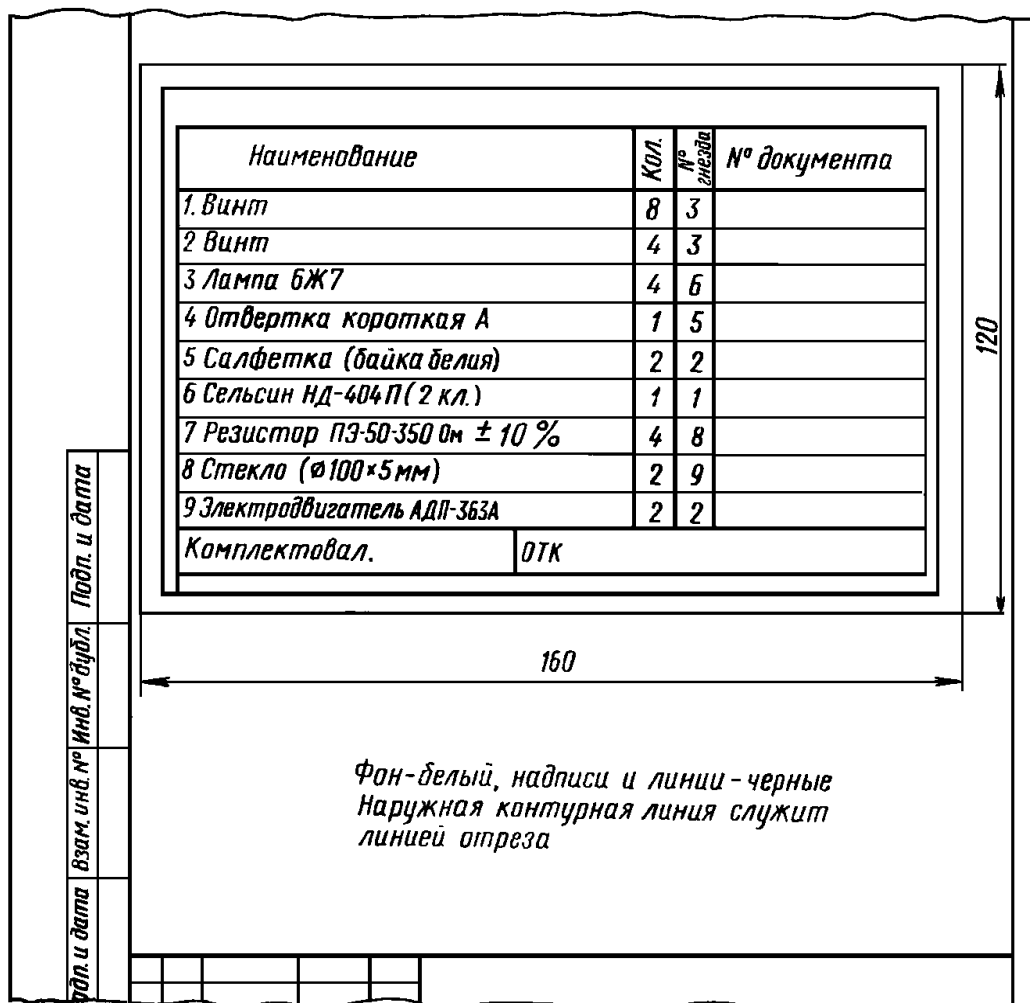 Наименование Кол. № гнезда № документа
1. Винт 8 3
2 Винт 4 3
3 Лампа 6Ж7 4 6
4 Отвертка короткая А 1 5
5 Салфетка (байка белия) 2 2
6 Сельсин НД-404П (2 кл.) 1 1
7 Резистор ПЭ-50-350 Ом ± 10 % 4 8
8 Стекло (⌀100×5мм) 2 9
9 Электродвигатель АДП-363А 2 2
Комплектовал. ОТК
120
160
Фон-белый, надписи и линии-черные
Наружная контурная линия служит
линией отреза
Подп. и дата
Инв. № дубл.
Взам. инв. №
одп. и дата